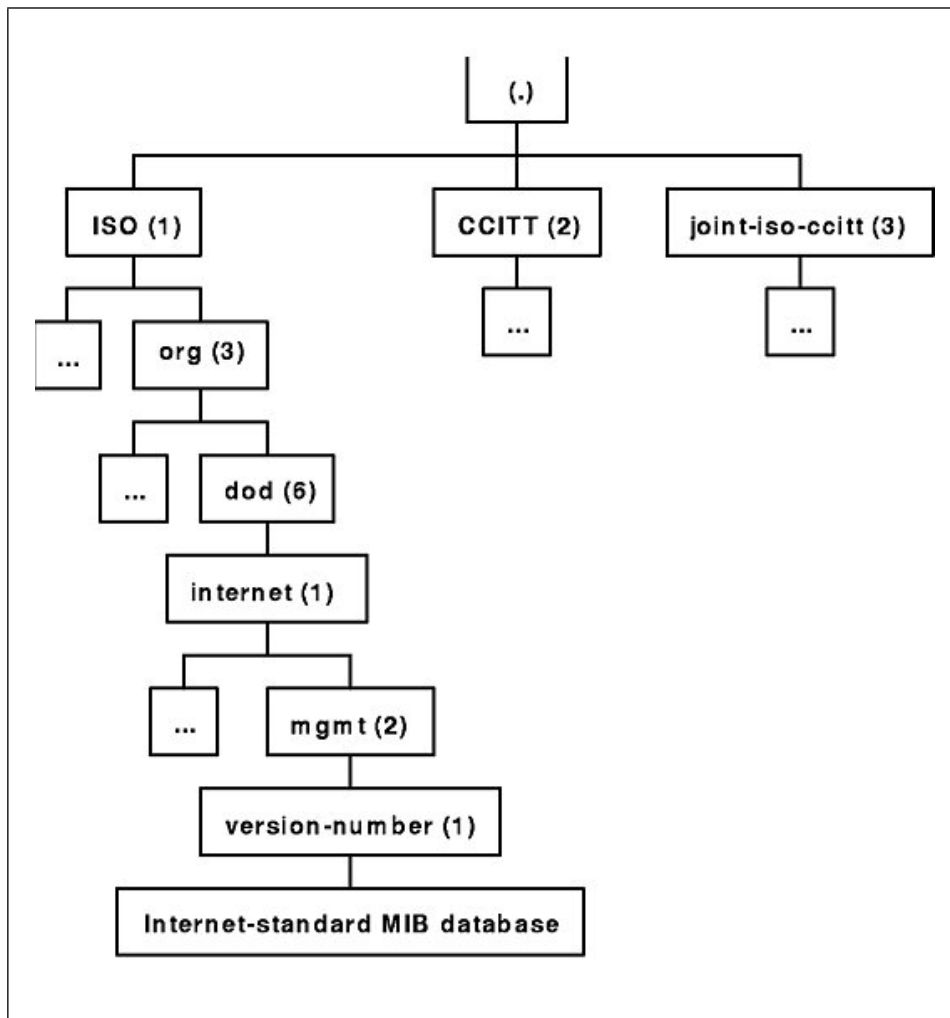 (.)
ISO (1)
CCITT (2)
joint-iso-ccitt (3)
...
org (3)
...
...
...
dod (6)
internet (1)
...
mgmt (2)
version-number (1)
Internet-standard MIB database